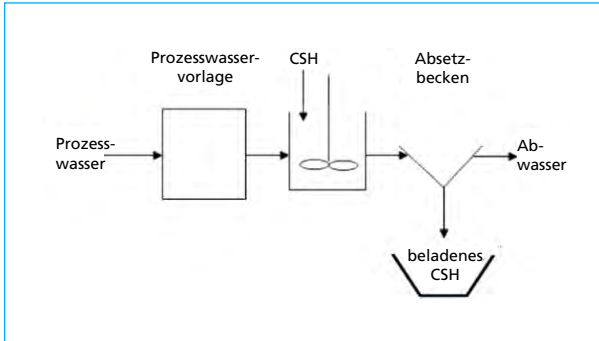 Prozesswasser-
vorlage
CSH
Absetz-
becken
Prozess-
wasser
Ab-
wasser
beladenes
CSH